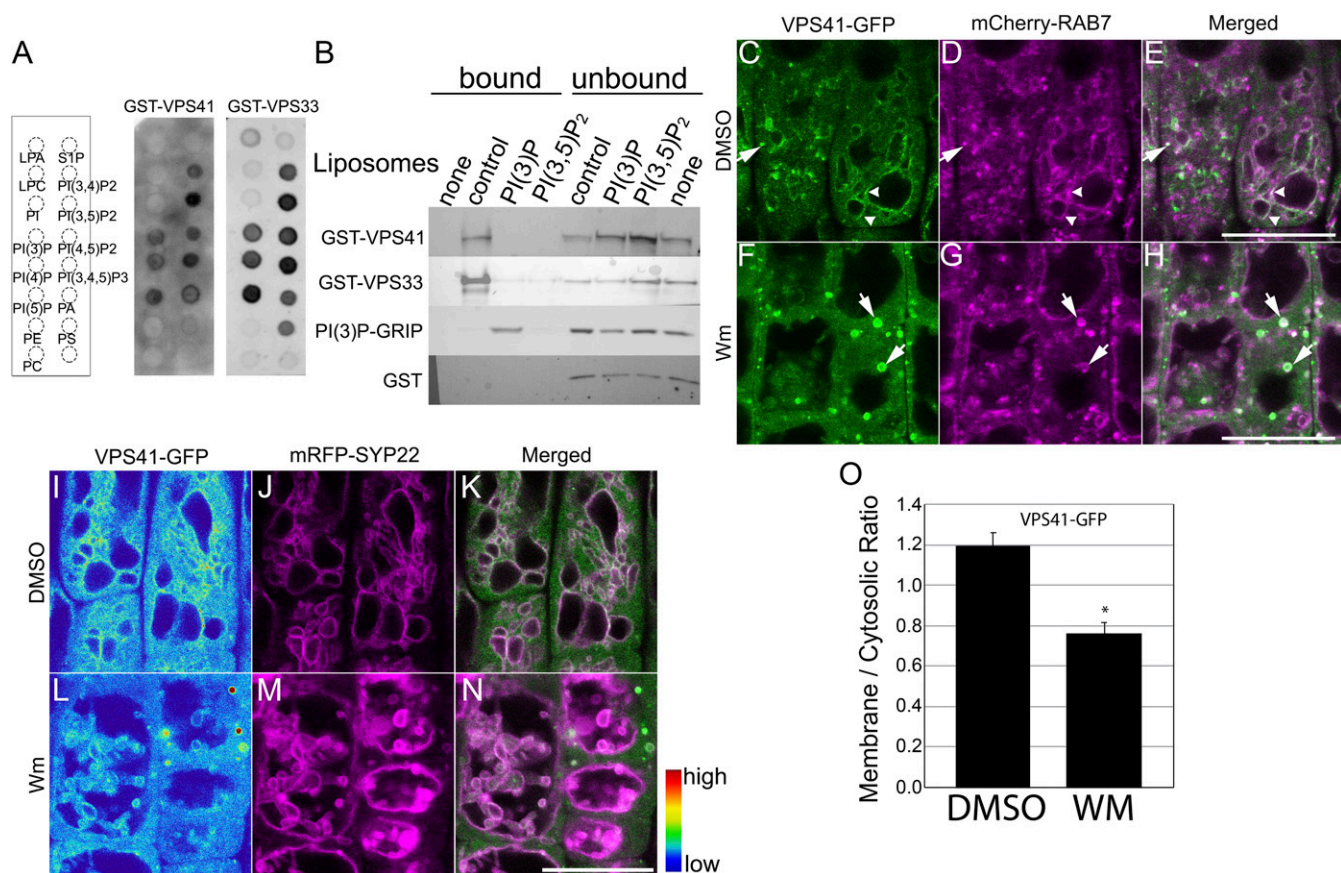 A
GST-VPS41 GST-VPS33
LPA S1P
LPC PI(3,4)P2
PI PI(3,5)P2
PI(3)P PI(4,5)P2
PI(4)P PI(3,4,5)P3
PI(5)P PA
PE PS
PC
B
bound unbound
Liposomes
none control PI(3)P PI(3,5)P2 control PI(3)P PI(3,5)P2 none
GST-VPS41
GST-VPS33
PI(3)P-GRIP
GST
VPS41-GFP mCherry-RAB7 Merged
DMSO
C D E
Wm
F G H
VPS41-GFP mRFP-SYP22 Merged
DMSO
I J K
Wm
L M N
high
low
O
VPS41-GFP
Membrane / Cytosolic Ratio
1.4
1.2
1.0
0.8
0.6
0.4
0.2
0.0
*
DMSO WM